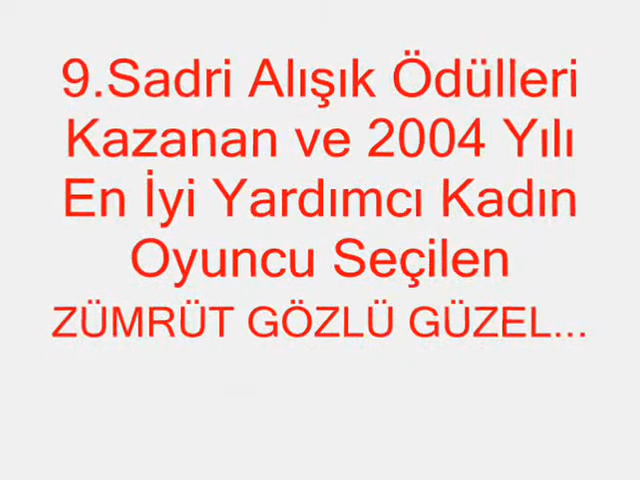 9.Sadri Alışık Ödülleri
Kazanan ve 2004 Yılı
En İyi Yardımcı Kadın
Oyuncu Seçilen
ZÜMRÜT GÖZLÜ GÜZEL...